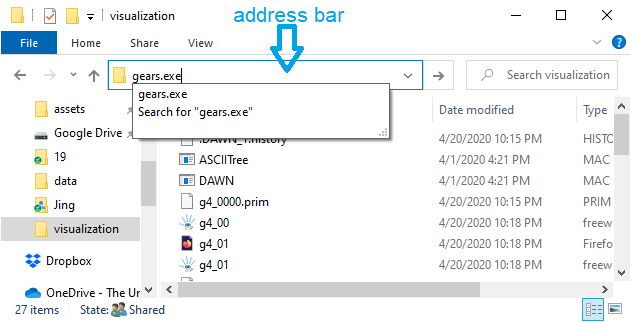 address bar
visualization
File Home Share View
gears.exe
Search visualization
gears.exe
Search for "gears.exe"
Date modified Type
assets
Google Drive
19
data
Jing
visualization
Dropbox
OneDrive - The Ur
.DAWN_1.history 4/20/2020 10:15 PM HISTO
ASCIITree 4/1/2020 4:21 PM MAC
DAWN 4/1/2020 4:21 PM MAC
g4_0000.prim 4/20/2020 10:15 PM PRIM
g4_00 4/20/2020 10:18 PM freew
g4_01 4/20/2020 10:18 PM Firefo
g4_01 4/20/2020 10:18 PM freew
27 items State: Shared